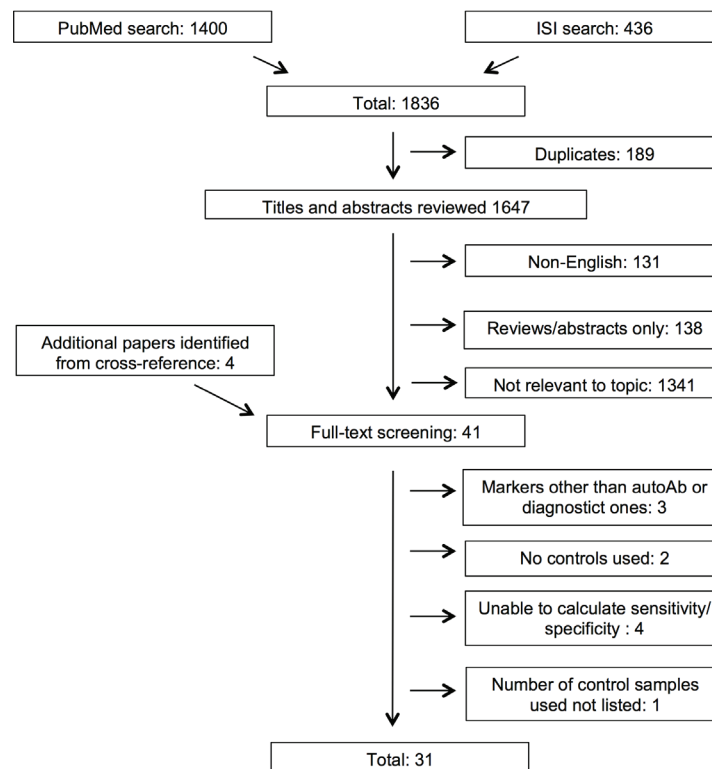 PubMed search: 1400
ISI search: 436
Total: 1836
Duplicates: 189
Titles and abstracts reviewed 1647
Non-English: 131
Reviews/abstracts only: 138
Additional papers identified
from cross-reference: 4
Not relevant to topic: 1341
Full-text screening: 41
Markers other than autoAb or
diagnostict ones: 3
No controls used: 2
Unable to calculate sensitivity/
specificity : 4
Number of control samples
used not listed: 1
Total: 31